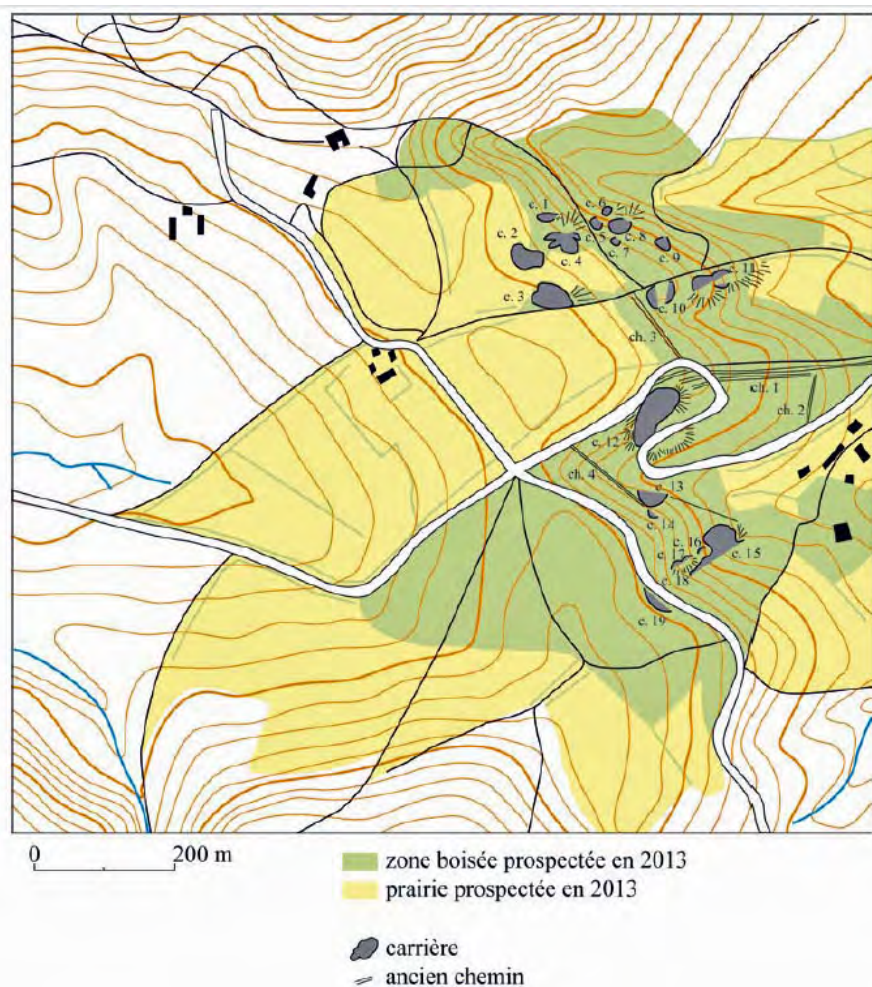 c. 1
c. 6
c. 2
c. 5
c. 8
c. 4
c. 7
c. 9
c. 11
c. 3
c. 10
ch. 3
ch. 1
ch. 2
c. 12
ch. 4
c. 13
c. 14
c. 16
c. 15
c. 17
c. 18
c. 19
0 200 m
zone boisée prospectée en 2013
prairie prospectée en 2013
carrière
ancien chemin